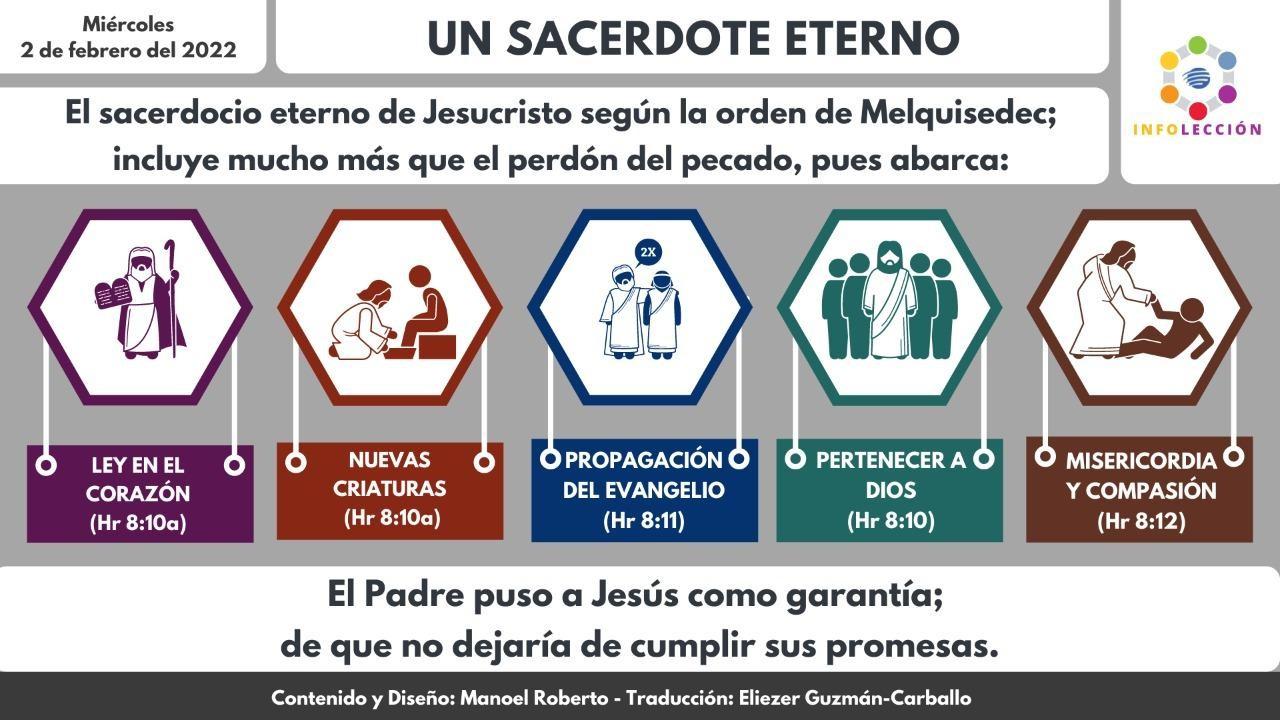 Miércoles
2 de febrero del 2022
UN SACERDOTE ETERNO
INFOLECCIÓN
El sacerdocio eterno de Jesucristo según la orden de Melquisedec;
incluye mucho más que el perdón del pecado, pues abarca:
2X
LEY EN EL
CORAZÓN
(Hr 8:10a)
NUEVAS
CRIATURAS
(Hr 8:10a)
PROPAGACIÓN
DEL EVANGELIO
(Hr 8:11)
PERTENECER A
DIOS
(Hr 8:10)
MISERICORDIA
Y COMPASIÓN
(Hr 8:12)
El Padre puso a Jesús como garantía;
de que no dejaría de cumplir sus promesas.
Contenido y Diseño: Manoel Roberto - Traducción: Eliezer Guzmán-Carballo